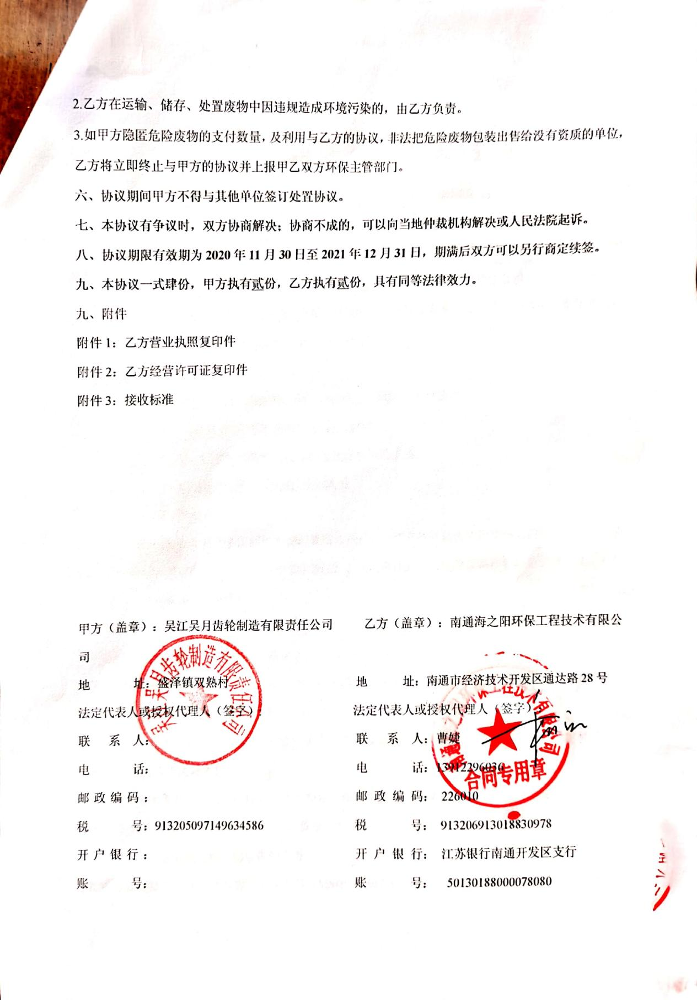 2.乙方在运输、储存、处置废物中因违规造成环境污染的，由乙方负责。
3.如甲方隐匿危险废物的支付数量，及利用与乙方的协议，非法把危险废物包装出售给没有资质的单位，
乙方将立即终止与甲方的协议并上报甲乙双方环保主管部门。
六、协议期间甲方不得与其他单位签订处置协议。
七、本协议有争议时，双方协商解决；协商不成的，可以向当地仲裁机构解决或人民法院起诉。
八、协议期限有效期为 2020 年 11 月 30 日至 2021 年 12 月 31 日，期满后双方可以另行商定续签。
九、本协议一式肆份，甲方执有贰份，乙方执有贰份，具有同等法律效力。
九、附件
附件 1：乙方营业执照复印件
附件 2：乙方经营许可证复印件
附件 3：接收标准
甲方（盖章）：吴江吴月齿轮制造有限责任公司 乙方（盖章）：南通海之阳环保工程技术有限公
司
地 址：盛泽镇双熟村 地 址：南通市经济技术开发区通达路 28 号
法定代表人或授权代理人（签字）： 法定代表人或授权代理人（签字）
联 系 人： 联 系 人：曹婕
电 话： 电 话：13912296036
邮 政 编 码： 邮 政 编 码： 226010
税 号：913205097149634586 税 号： 913206913018830978
开 户 银 行： 开 户 银 行： 江苏银行南通开发区支行
账 号： 账 号： 50130188000078080
吴江吴月齿轮制造有限责任公司
合同专用章